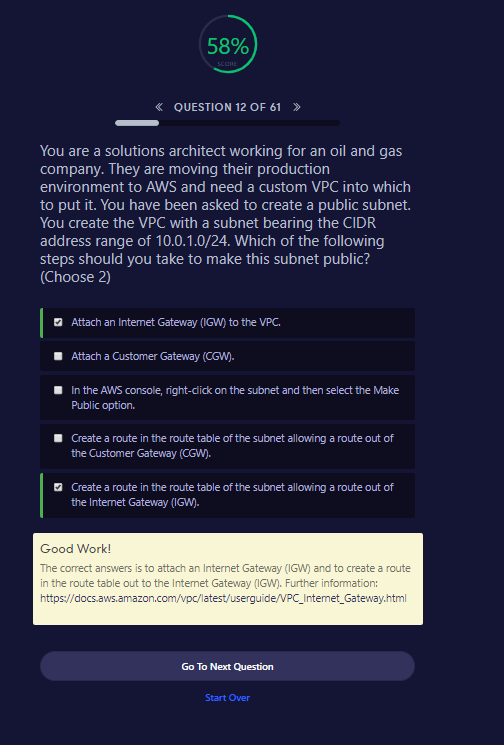 58%
SCORE
QUESTION 12 OF 61
You are a solutions architect working for an oil and gas
company. They are moving their production
environment to AWS and need a custom VPC into which
to put it. You have been asked to create a public subnet.
You create the VPC with a subnet bearing the CIDR
address range of 10.0.1.0/24. Which of the following
steps should you take to make this subnet public?
(Choose 2)
Attach an Internet Gateway (IGW) to the VPC.
Attach a Customer Gateway (CGW).
In the AWS console, right-click on the subnet and then select the Make
Public option.
Create a route in the route table of the subnet allowing a route out of
the Customer Gateway (CGW).
Create a route in the route table of the subnet allowing a route out of
the Internet Gateway (IGW).
Good Work!
The correct answers is to attach an Internet Gateway (IGW) and to create a route
in the route table out to the Internet Gateway (IGW). Further information:
https://docs.aws.amazon.com/vpc/latest/userguide/VPC_Internet_Gateway.html
Go To Next Question
Start Over